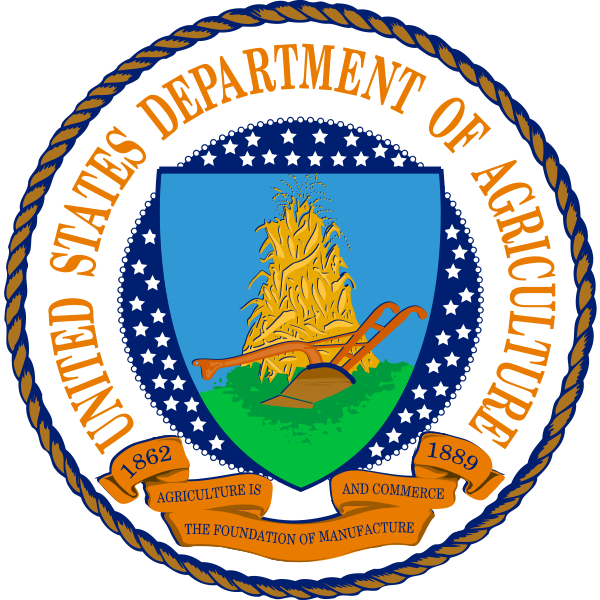 UNITED STATES DEPARTMENT OF AGRICULTURE
1862
1889
AGRICULTURE IS
THE FOUNDATION OF MANUFACTURE
AND COMMERCE